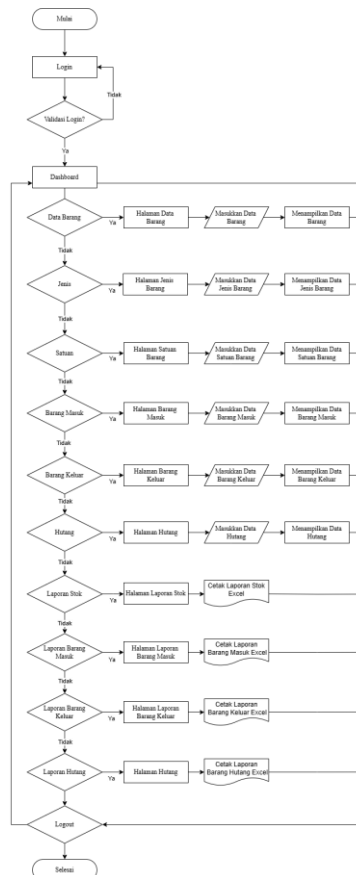 Mulai
Login
Tidak
Validasi Login?
Ya
Dashboard
Data Barang
Ya
Halaman Data
Barang
Masukkan Data
Barang
Menampilkan Data
Barang
Tidak
Jenis
Ya
Halaman Jenis
Barang
Masukkan Data
Jenis Barang
Menampilkan Data
Jenis Barang
Tidak
Satuan
Ya
Halaman Satuan
Barang
Masukkan Data
Satuan Barang
Menampilkan Data
Satuan Barang
Tidak
Barang Masuk
Ya
Halaman Barang
Masuk
Masukkan Data
Barang Masuk
Menampilkan Data
Barang Masuk
Tidak
Barang Keluar
Ya
Halaman Barang
Keluar
Masukkan Data
Barang Keluar
Menampilkan Data
Barang Keluar
Tidak
Hutang
Ya
Halaman Hutang
Masukkan Data
Hutang
Menampilkan Data
Hutang
Tidak
Laporan Stok
Ya
Halaman Laporan Stok
Cetak Laporan Stok
Excel
Tidak
Laporan Barang
Masuk
Ya
Halaman Laporan
Barang Masuk
Cetak Laporan
Barang Masuk Excel
Tidak
Laporan Barang
Keluar
Ya
Halaman Laporan
Barang Keluar
Cetak Laporan
Barang Keluar Excel
Tidak
Laporan Hutang
Ya
Halaman Hutang
Cetak Laporan
Barang Hutang Excel
Logout
Selesai